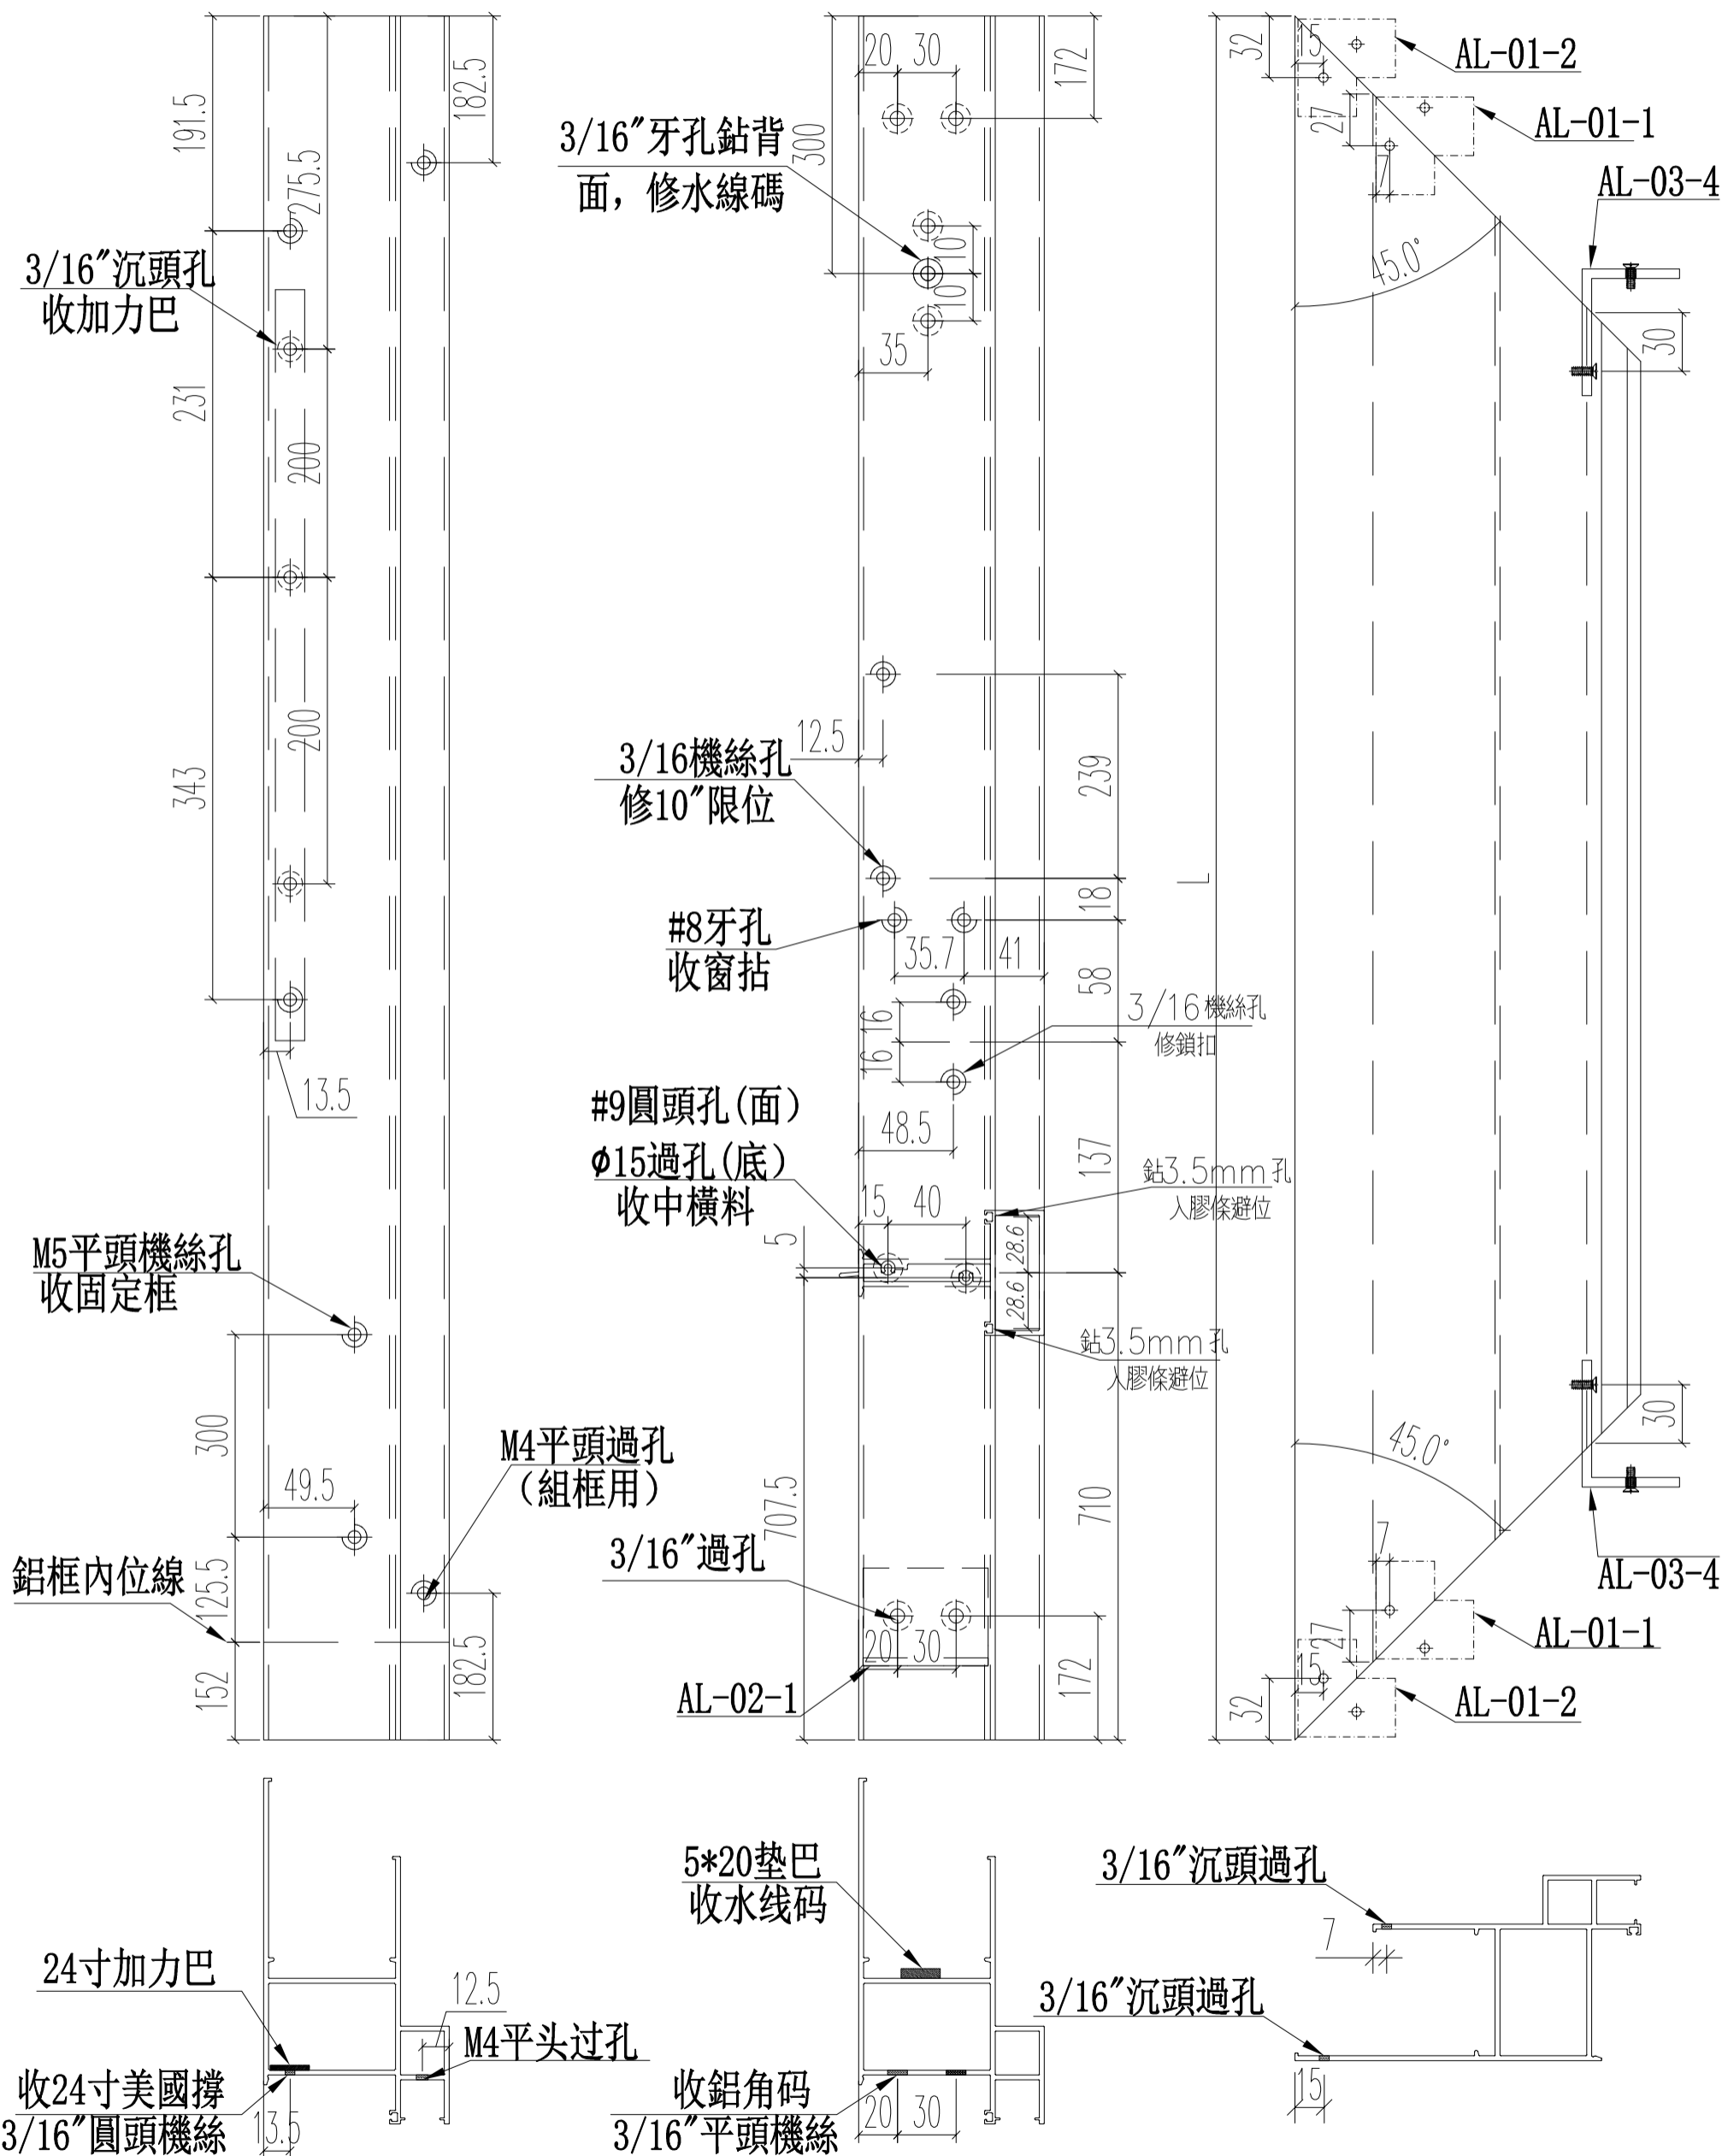 191.5
275.5
182.5
3/16"沉頭孔
收加力巴
231
200
343
200
13.5
M5平頭機絲孔
收固定框
300
49.5
125.5
鋁框內位線
152
M4平頭過孔
(組框用)
182.5
20
30
172
300
3/16"牙孔鉆背
面，修水線碼
10
10
35
12.5
3/16機絲孔
修10"限位
239
18
#8牙孔
收窗拈
35.7
41
58
16
16
3/16機絲孔
修鎖扣
48.5
137
#9圓頭孔(面)
ϕ15過孔(底)
收中橫料
15
40
5
鉆3.5mm孔
入膠條避位
28.6
28.6
鉆3.5mm孔
入膠條避位
707.5
710
3/16"過孔
20
30
172
AL-02-1
L
32
15
AL-01-2
27
7
AL-01-1
AL-03-4
45.0°
30
30
45.0°
7
AL-03-4
27
AL-01-1
15
32
AL-01-2
24寸加力巴
12.5
M4平头过孔
收24寸美國撐
3/16"圓頭機絲
13.5
5*20垫巴
收水线码
收鋁角码
3/16"平頭機絲
20
30
3/16"沉頭過孔
7
3/16"沉頭過孔
15